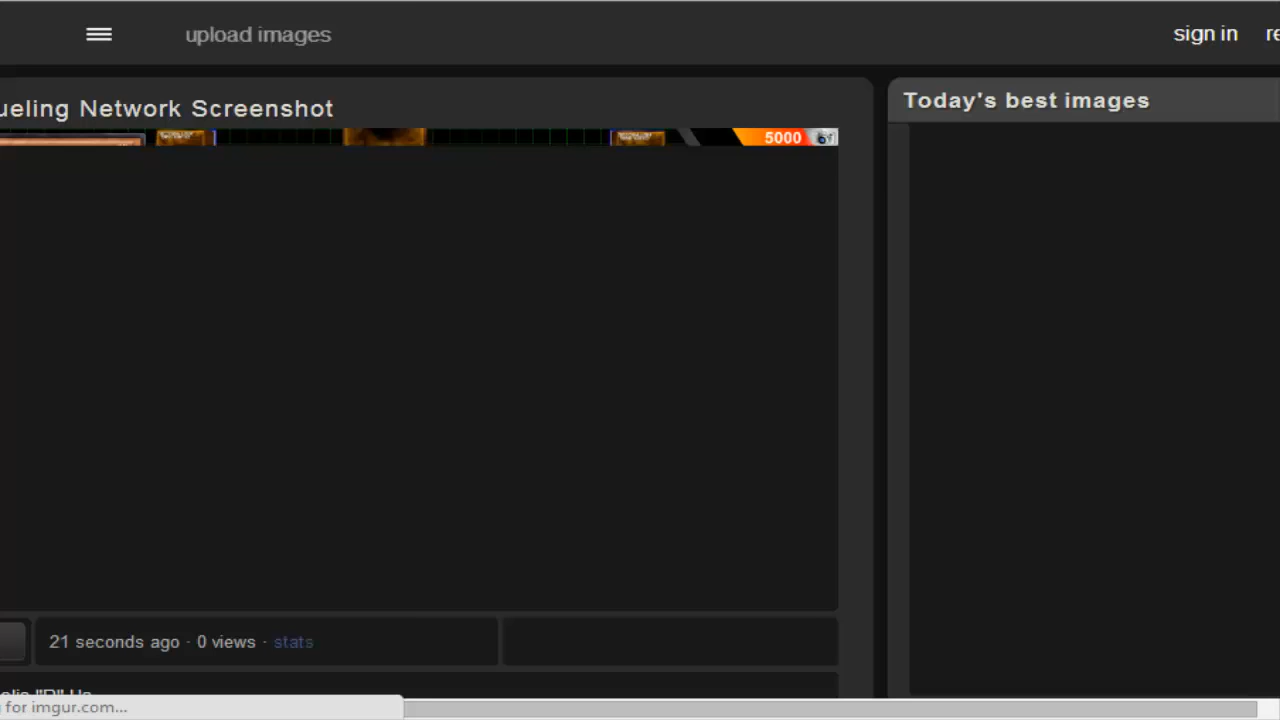 upload images
sign in re
ueling Network Screenshot
Today's best images
5000
21 seconds ago · 0 views · stats
for imgur.com...